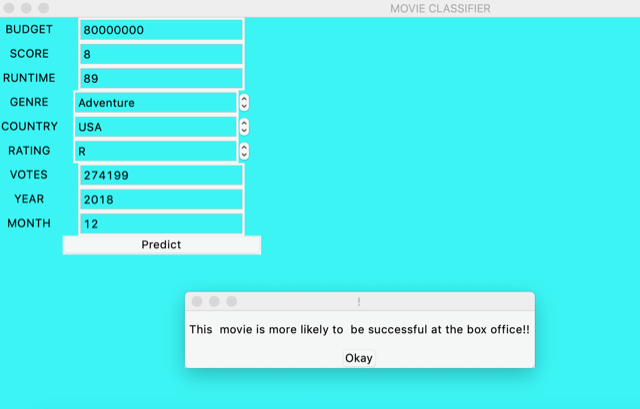 MOVIE CLASSIFIER
BUDGET 80000000
SCORE 8
RUNTIME 89
GENRE Adventure
COUNTRY USA
RATING R
VOTES 274199
YEAR 2018
MONTH 12
Predict
!
This  movie is more likely to  be successful at the box office!!
Okay